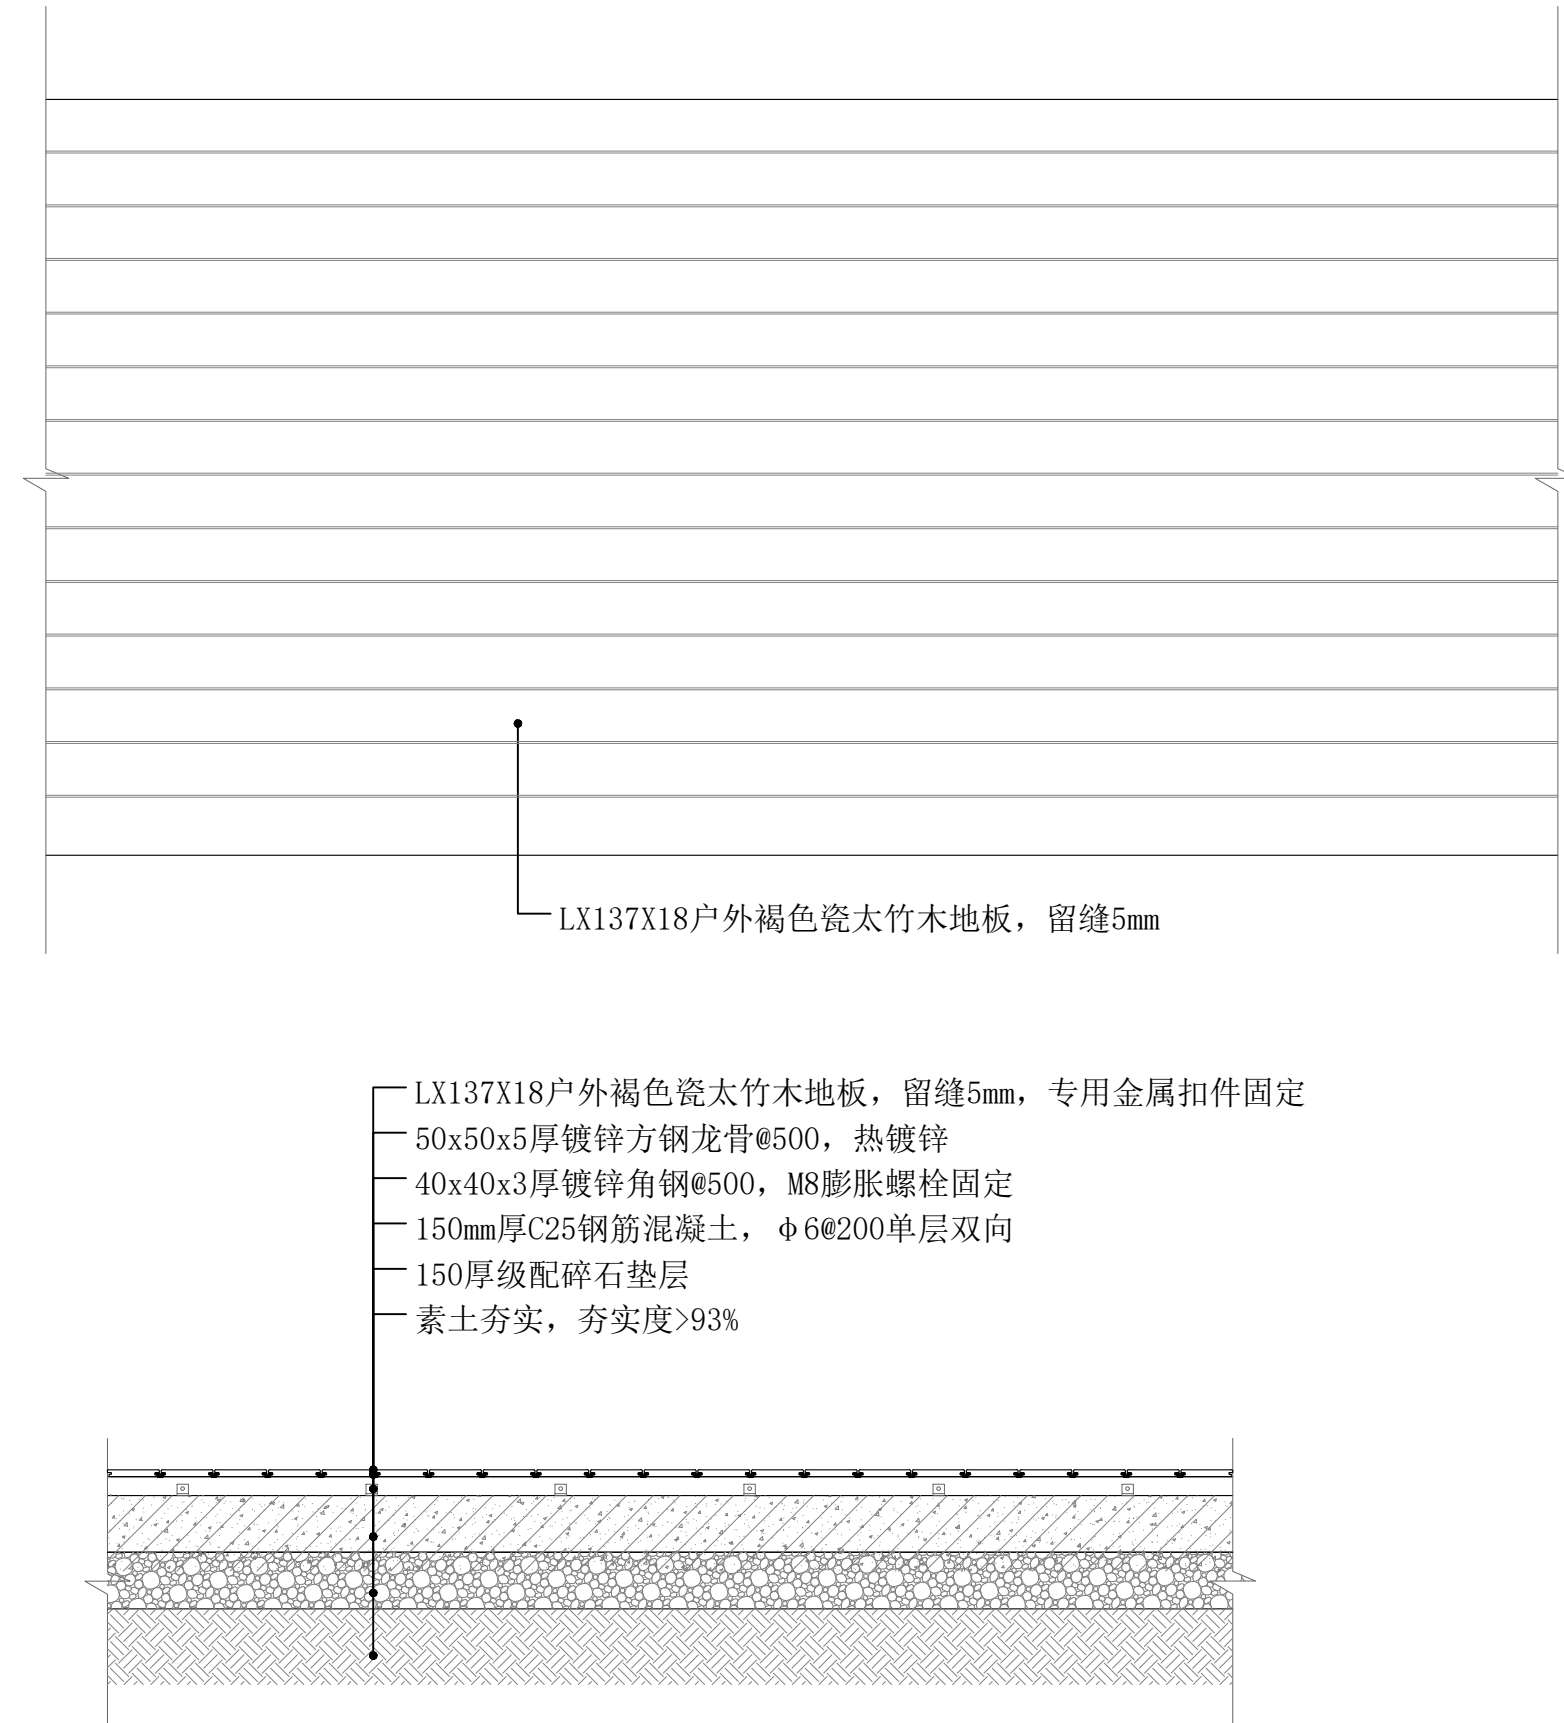 LX137X18户外褐色瓷太竹木地板，留缝5mm
LX137X18户外褐色瓷太竹木地板，留缝5mm，专用金属扣件固定
50x50x5厚镀锌方钢龙骨@500，热镀锌
40x40x3厚镀锌角钢@500，M8膨胀螺栓固定
150mm厚C25钢筋混凝土，φ6@200单层双向
150厚级配碎石垫层
素土夯实，夯实度>93%